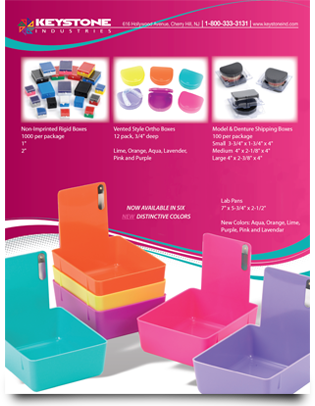 KEYSTONE
INDUSTRIES
616 Hollywood Avenue, Cherry Hill, NJ | 1-800-333-3131 | www.keystoneind.com
Non-Imprinted Rigid Boxes
1000 per package
1"
2"
Vented Style Ortho Boxes
12 pack, 3/4" deep
Lime, Orange, Aqua, Lavender,
Pink and Purple
Model & Denture Shipping Boxes
100 per package
Small 3-3/4" x 1-3/4" x 4"
Medium 4" x 2-1/8" x 4"
Large 4" x 2-3/8" x 4"
NOW AVAILABLE IN SIX
NEW DISTINCTIVE COLORS
Lab Pans
7" x 5-3/4" x 2-1/2"
New Colors: Aqua, Orange, Lime,
Purple, Pink and Lavendar